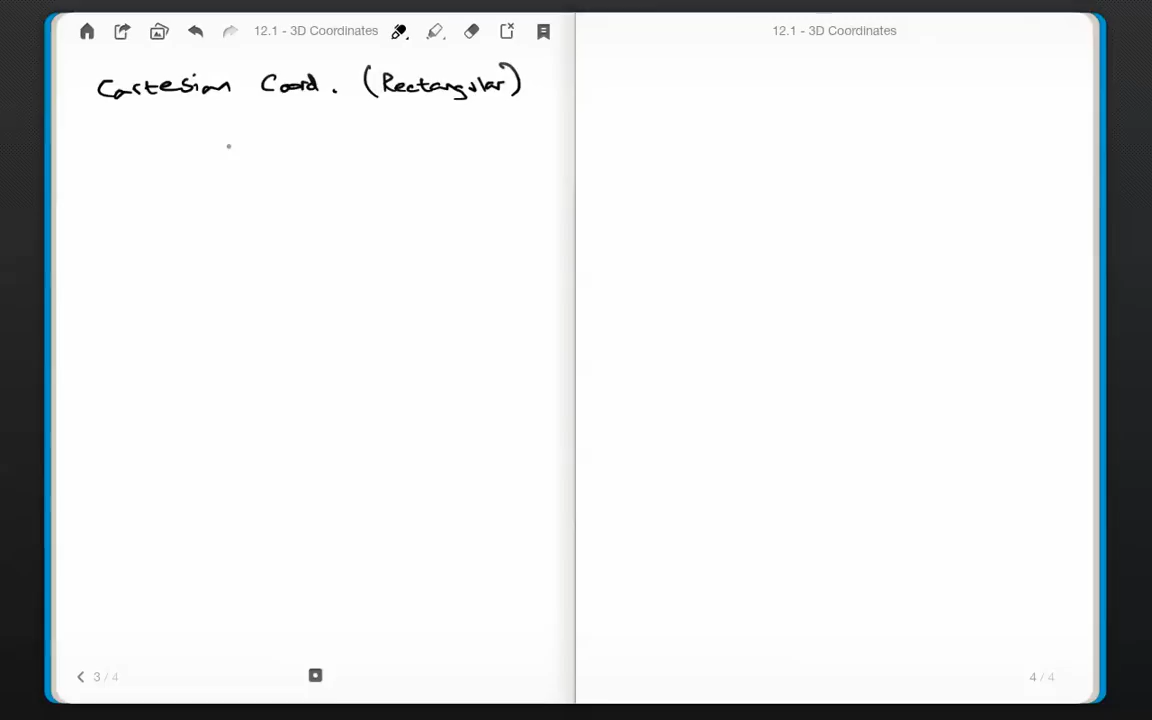 12.1 - 3D Coordinates
12.1 - 3D Coordinates
Cartesian Coord. (Rectangular)
3 / 4
4 / 4